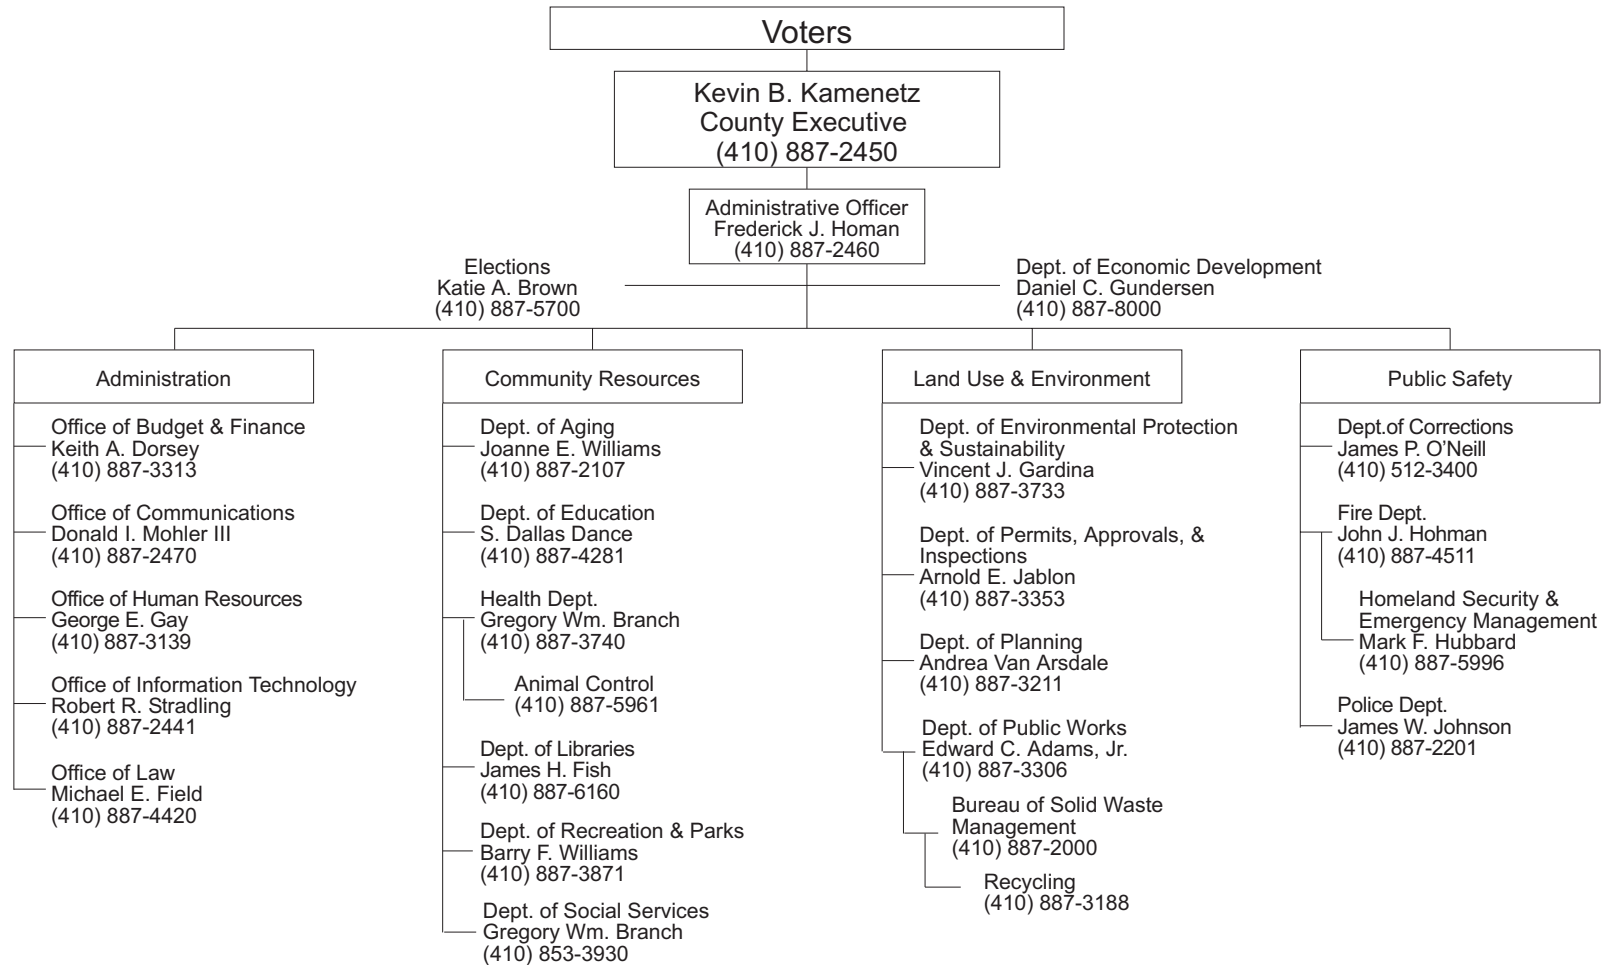 Voters
Kevin B. Kamenetz
County Executive
(410) 887-2450
Administrative Officer
Frederick J. Homan
(410) 887-2460
Elections
Katie A. Brown
(410) 887-5700
Dept. of Economic Development
Daniel C. Gundersen
(410) 887-8000
Administration
Office of Budget & Finance
Keith A. Dorsey
(410) 887-3313
Office of Communications
Donald I. Mohler III
(410) 887-2470
Office of Human Resources
George E. Gay
(410) 887-3139
Office of Information Technology
Robert R. Stradling
(410) 887-2441
Office of Law
Michael E. Field
(410) 887-4420
Community Resources
Dept. of Aging
Joanne E. Williams
(410) 887-2107
Dept. of Education
S. Dallas Dance
(410) 887-4281
Health Dept.
Gregory Wm. Branch
(410) 887-3740
Animal Control
(410) 887-5961
Dept. of Libraries
James H. Fish
(410) 887-6160
Dept. of Recreation & Parks
Barry F. Williams
(410) 887-3871
Dept. of Social Services
Gregory Wm. Branch
(410) 853-3930
Land Use & Environment
Dept. of Environmental Protection
& Sustainability
Vincent J. Gardina
(410) 887-3733
Dept. of Permits, Approvals, &
Inspections
Arnold E. Jablon
(410) 887-3353
Dept. of Planning
Andrea Van Arsdale
(410) 887-3211
Dept. of Public Works
Edward C. Adams, Jr.
(410) 887-3306
Bureau of Solid Waste
Management
(410) 887-2000
Recycling
(410) 887-3188
Public Safety
Dept.of Corrections
James P. O’Neill
(410) 512-3400
Fire Dept.
John J. Hohman
(410) 887-4511
Homeland Security &
Emergency Management
Mark F. Hubbard
(410) 887-5996
Police Dept.
James W. Johnson
(410) 887-2201